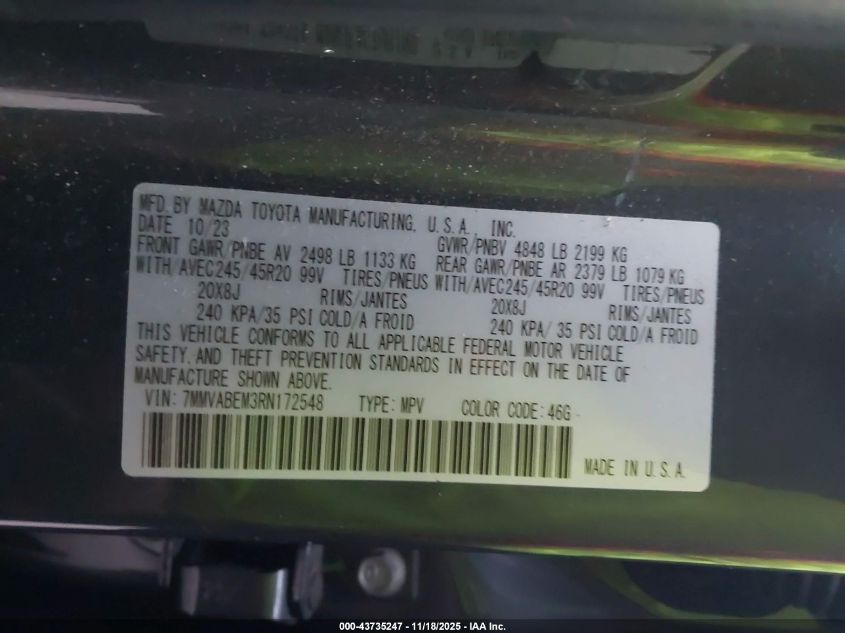 MFD. BY MAZDA TOYOTA MANUFACTURING, U.S.A., INC.
DATE 10/23 GVWR/PNBV 4848 LB 2199 KG
FRONT GAWR/PNBE AV 2498 LB 1133 KG REAR GAWR/PNBE AR 2379 LB 1079 KG
WITH/AVEC245/45R20 99V TIRES/PNEUS WITH/AVEC245/45R20 99V TIRES/PNEUS
20X8J RIMS/JANTES 20X8J RIMS/JANTES
240 KPA/35 PSI COLD/A FROID 240 KPA/ 35 PSI COLD/A FROID
THIS VEHICLE CONFORMS TO ALL APPLICABLE FEDERAL MOTOR VEHICLE
SAFETY, AND THEFT PREVENTION STANDARDS IN EFFECT ON THE DATE OF
MANUFACTURE SHOWN ABOVE.
VIN: 7MMVABEM3RN172548 TYPE: MPV COLOR CODE: 46G
MADE IN U.S.A.
000-43735247 - 11/18/2025 - IAA Inc.